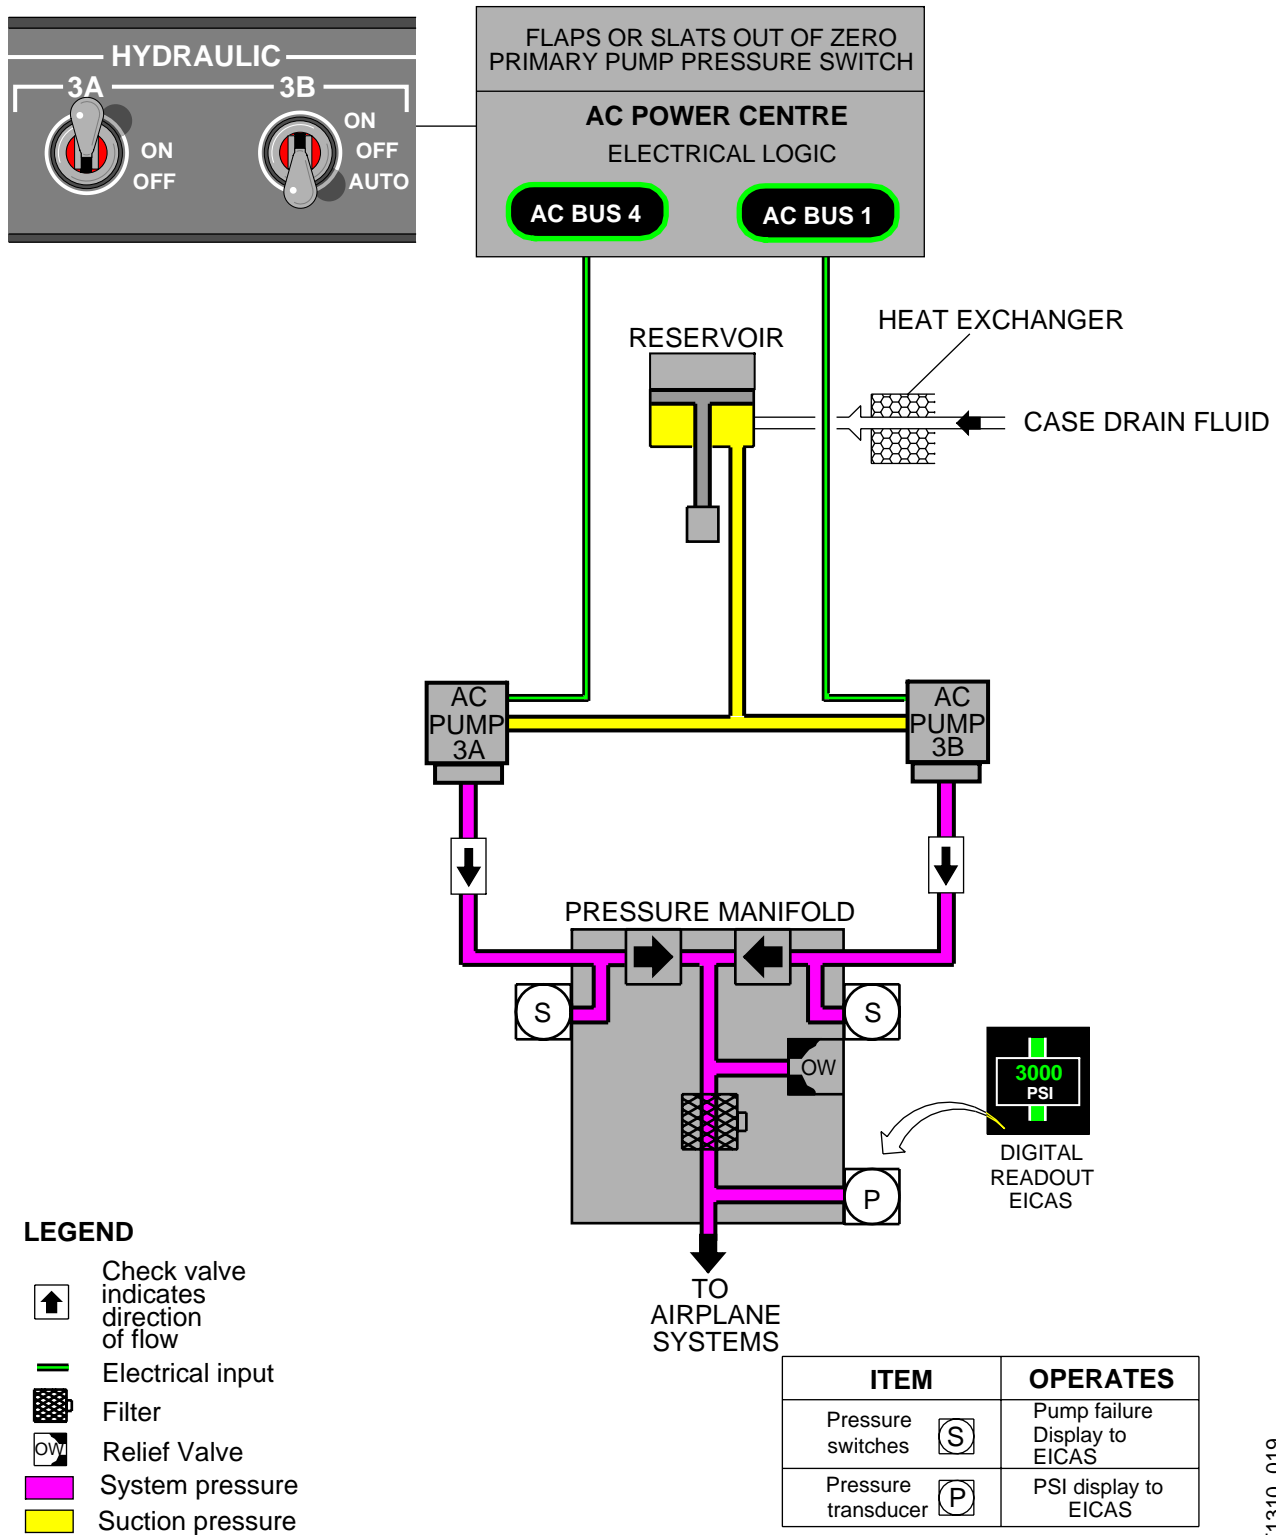 HYDRAULIC
3A
3B
ON
OFF
ON
OFF
AUTO
FLAPS OR SLATS OUT OF ZERO
PRIMARY PUMP PRESSURE SWITCH
AC POWER CENTRE
ELECTRICAL LOGIC
AC BUS 4
AC BUS 1
RESERVOIR
HEAT EXCHANGER
CASE DRAIN FLUID
AC
PUMP
3A
AC
PUMP
3B
PRESSURE MANIFOLD
S
S
OW
P
3000
PSI
DIGITAL
READOUT
EICAS
TO
AIRPLANE
SYSTEMS
LEGEND
Check valve
indicates
direction
of flow
Electrical input
Filter
OW
Relief Valve
System pressure
Suction pressure
ITEM
OPERATES
Pressure
switches
S
Pump failure
Display to
EICAS
Pressure
transducer
P
PSI display to
EICAS